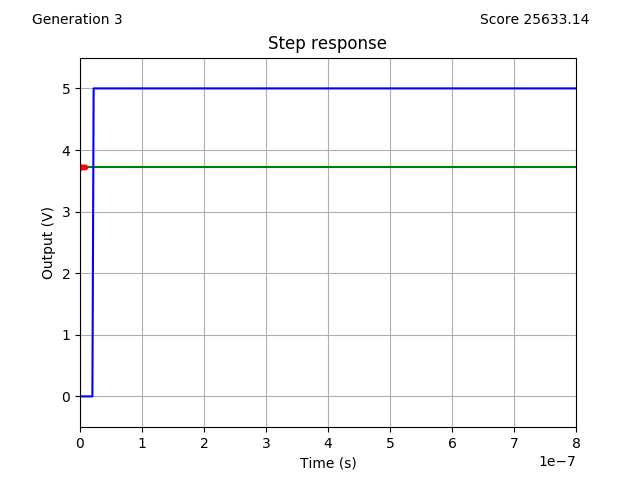 Generation 3
Score 25633.14
Step response
Output (V)
5
4
3
2
1
0
0 1 2 3 4 5 6 7 8
1e−7
Time (s)